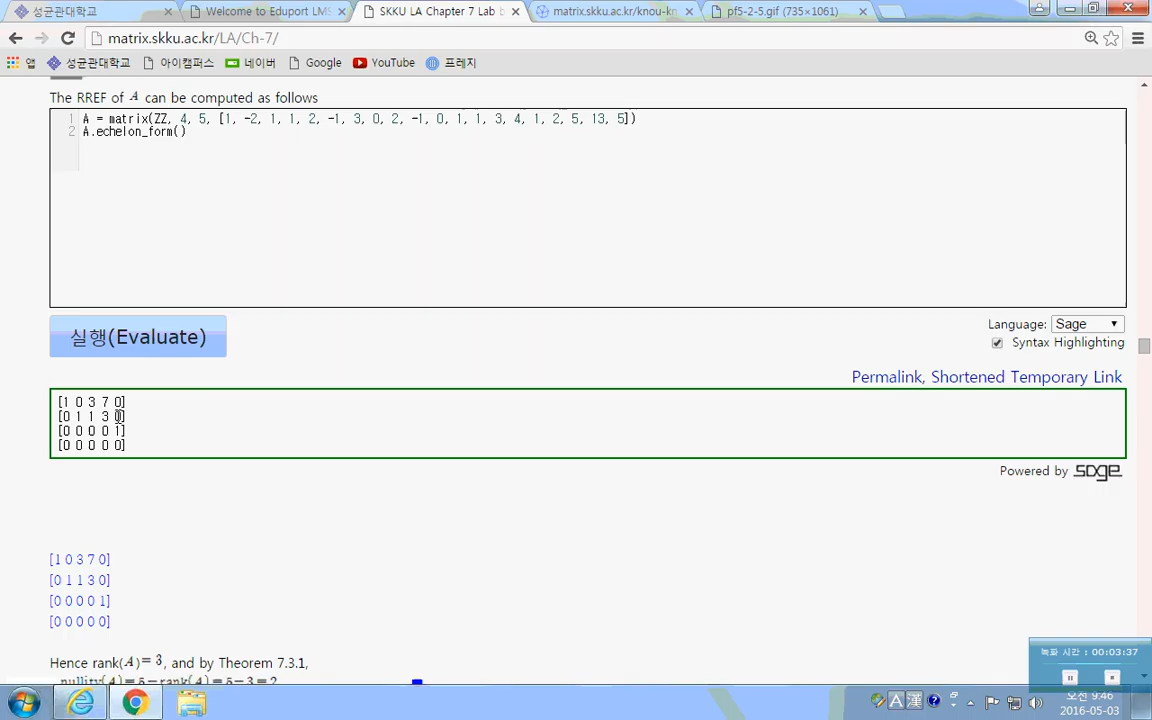 성균관대학교
Welcome to Eduport LMS
SKKU LA Chapter 7 Lab
matrix.skku.ac.kr/knou-kn
pf5-2-5.gif (735×1061)
matrix.skku.ac.kr/LA/Ch-7/
앱
성균관대학교
아이캠퍼스
네이버
Google
YouTube
프레지
The RREF of A can be computed as follows
1 A = matrix(ZZ, 4, 5, [1, -2, 1, 1, 2, -1, 3, 0, 2, -1, 0, 1, 1, 3, 4, 1, 2, 5, 13, 5])
2 A.echelon_form()
실행(Evaluate)
Language: Sage
Syntax Highlighting
Permalink, Shortened Temporary Link
[1 0 3 7 0]
[0 1 1 3 0]
[0 0 0 0 1]
[0 0 0 0 0]
Powered by sage
[1 0 3 7 0]
[0 1 1 3 0]
[0 0 0 0 1]
[0 0 0 0 0]
Hence rank(A)=3, and by Theorem 7.3.1,
nullity(A)=5−rank(A)=5−3=2
녹화 시간 : 00:03:37
A 漢
오전 9:46
2016-05-03